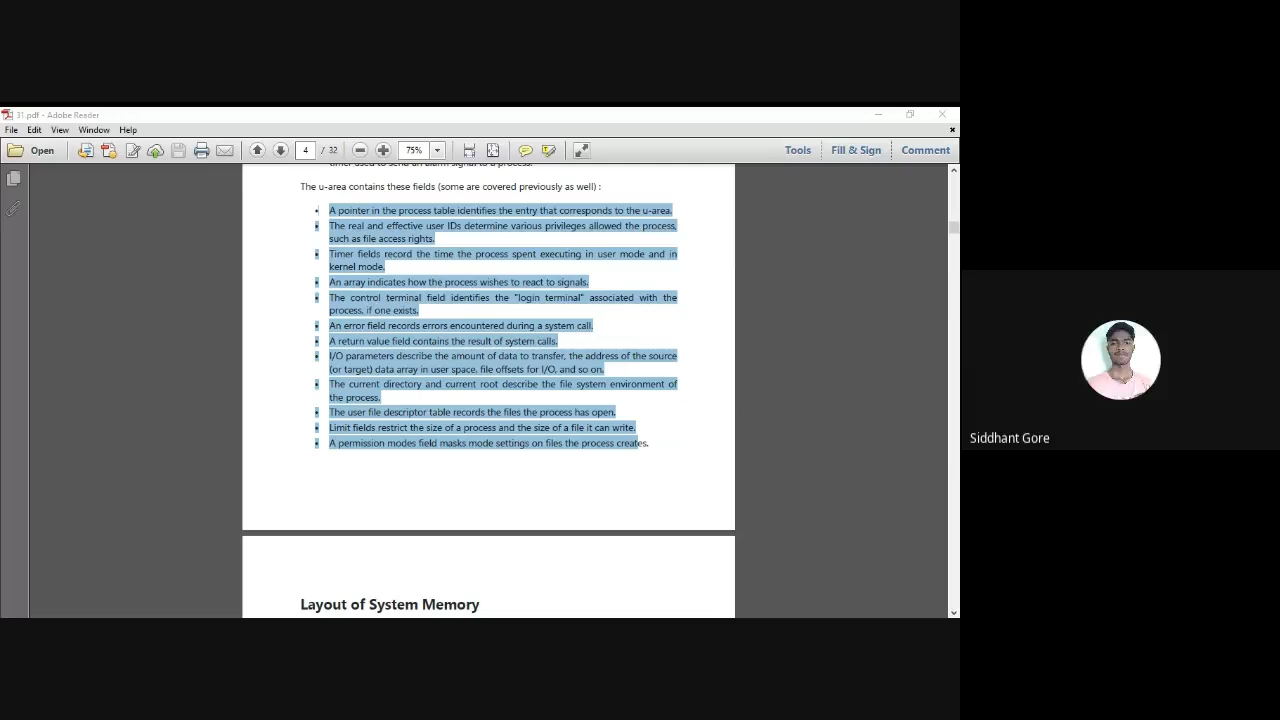 31.pdf - Adobe Reader
File Edit View Window Help
Open 4 / 32 75% Tools Fill & Sign Comment
timer used to send an alarm signal to a process.
The u-area contains these fields (some are covered previously as well) :
• A pointer in the process table identifies the entry that corresponds to the u-area.
• The real and effective user IDs determine various privileges allowed the process,
such as file access rights.
• Timer fields record the time the process spent executing in user mode and in
kernel mode.
• An array indicates how the process wishes to react to signals.
• The control terminal field identifies the "login terminal" associated with the
process, if one exists.
• An error field records errors encountered during a system call.
• A return value field contains the result of system calls.
• I/O parameters describe the amount of data to transfer, the address of the source
(or target) data array in user space, file offsets for I/O, and so on.
• The current directory and current root describe the file system environment of
the process.
• The user file descriptor table records the files the process has open.
• Limit fields restrict the size of a process and the size of a file it can write.
• A permission modes field masks mode settings on files the process creates.
Layout of System Memory
Siddhant Gore